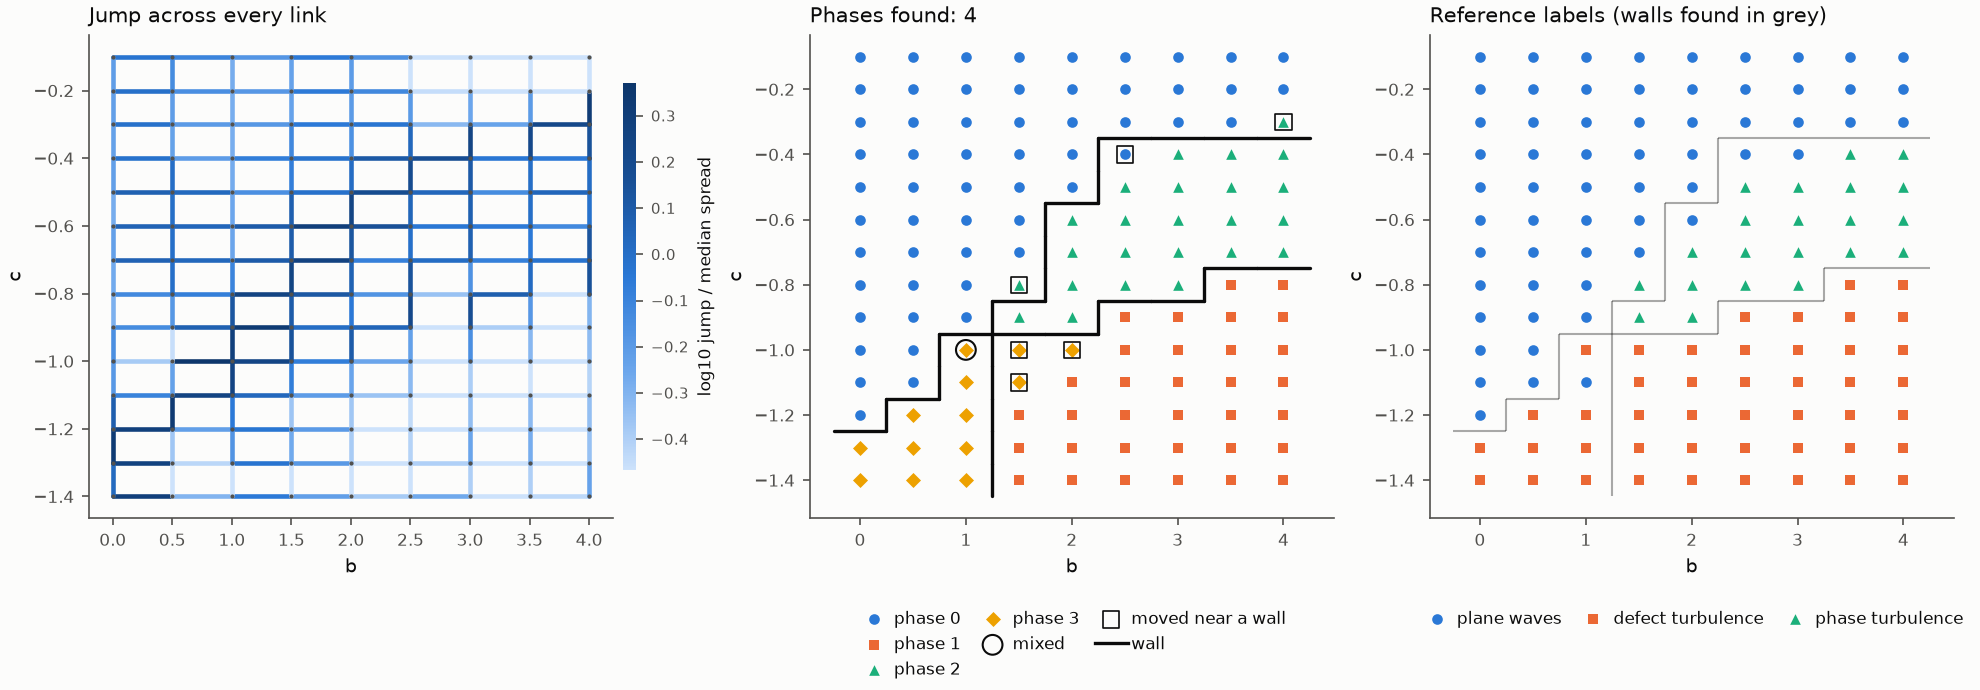 Jump across every link
−0.2
−0.4
−0.6
−0.8
−1.0
−1.2
−1.4
c
0.0 0.5 1.0 1.5 2.0 2.5 3.0 3.5 4.0
b
0.3
0.2
0.1
0.0
−0.1
−0.2
−0.3
−0.4
log10 jump / median spread
Phases found: 4
−0.2
−0.4
−0.6
−0.8
−1.0
−1.2
−1.4
c
0 1 2 3 4
b
phase 0 phase 3 moved near a wall
phase 1 mixed wall
phase 2
Reference labels (walls found in grey)
−0.2
−0.4
−0.6
−0.8
−1.0
−1.2
−1.4
c
0 1 2 3 4
b
plane waves defect turbulence phase turbulence